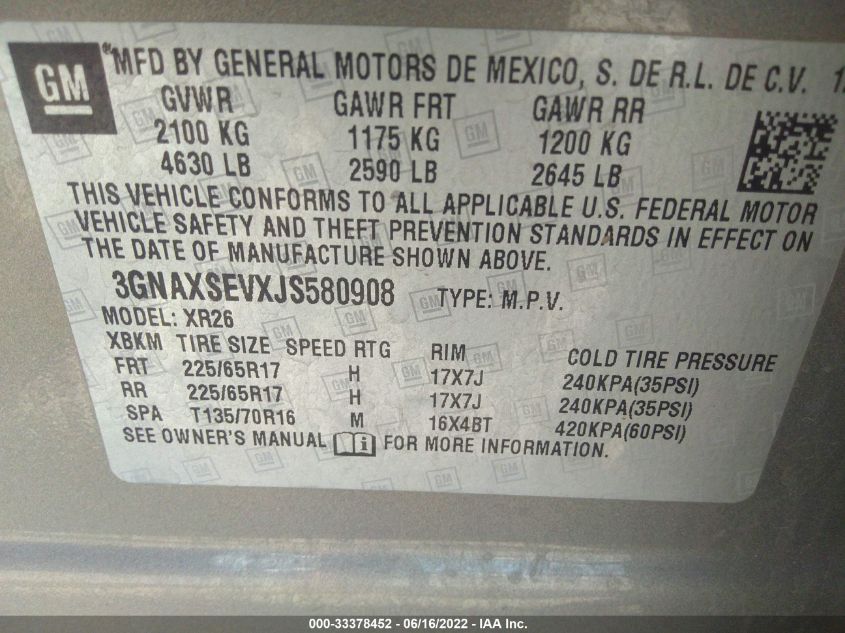 GM
MFD BY GENERAL MOTORS DE MEXICO, S. DE R.L. DE C.V.
GVWR GAWR FRT GAWR RR
2100 KG 1175 KG 1200 KG
4630 LB 2590 LB 2645 LB
THIS VEHICLE CONFORMS TO ALL APPLICABLE U.S. FEDERAL MOTOR
VEHICLE SAFETY AND THEFT PREVENTION STANDARDS IN EFFECT ON
THE DATE OF MANUFACTURE SHOWN ABOVE.
3GNAXSEVXJS580908 TYPE: M.P.V.
MODEL: XR26
XBKM TIRE SIZE SPEED RTG RIM COLD TIRE PRESSURE
FRT 225/65R17 H 17X7J 240KPA(35PSI)
RR 225/65R17 H 17X7J 240KPA(35PSI)
SPA T135/70R16 M 16X4BT 420KPA(60PSI)
SEE OWNER'S MANUAL i FOR MORE INFORMATION.
000-33378452 - 06/16/2022 - IAA Inc.